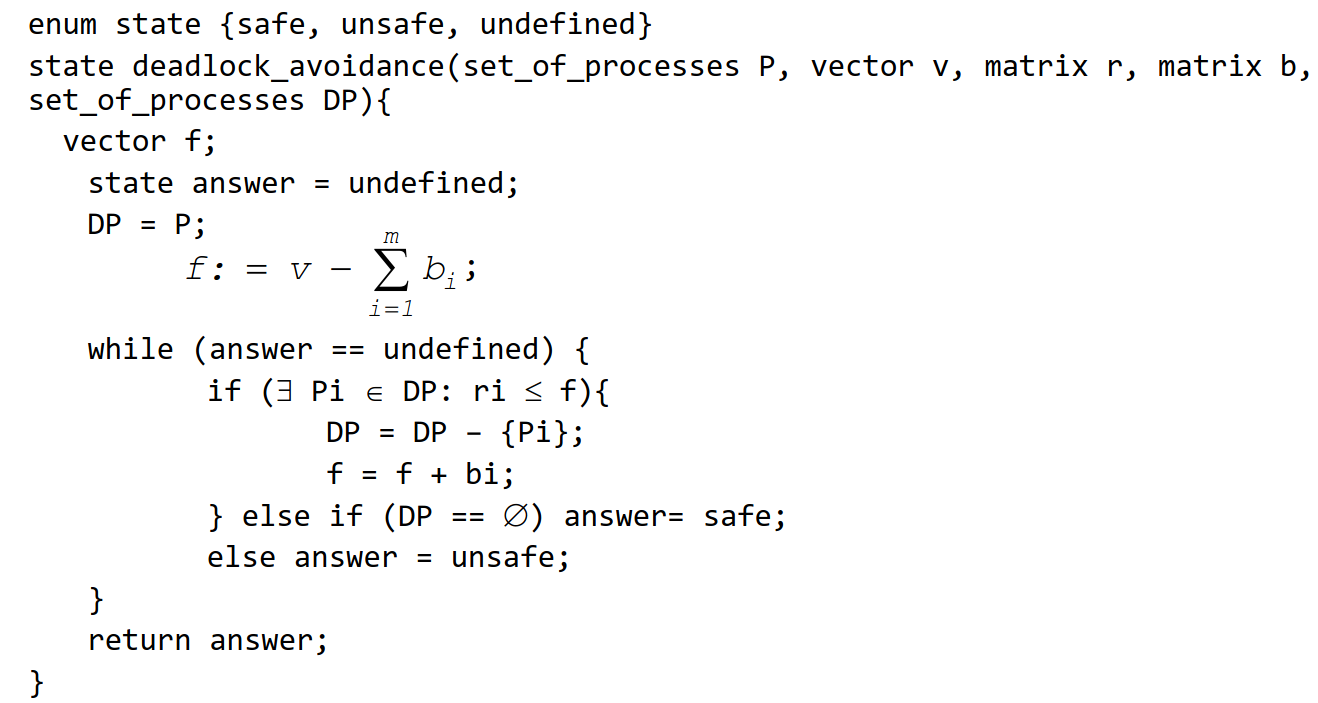 enum state {safe, unsafe, undefined}
state deadlock_avoidance(set_of_processes P, vector v, matrix r, matrix b,
set_of_processes DP){
vector f;
state answer = undefined;
DP = P;
f: = v − ∑_{i=1}^{m} b_i ;
while (answer == undefined) {
if (∃ Pi ∈ DP: ri ≤ f){
DP = DP – {Pi};
f = f + bi;
} else if (DP == ∅) answer= safe;
else answer = unsafe;
}
return answer;
}